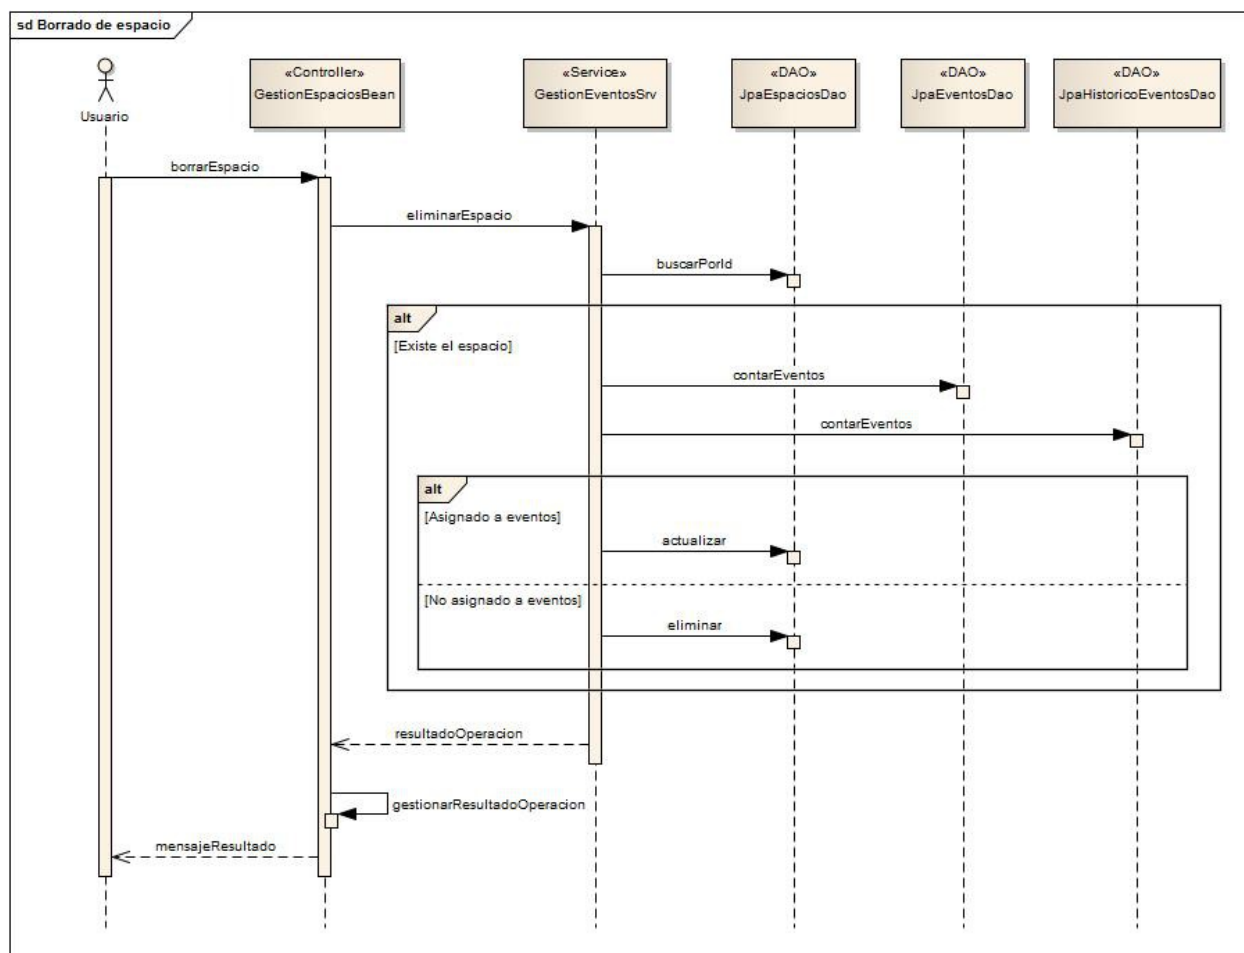 sd Borrado de espacio
Usuario
«Controller»
GestionEspaciosBean
«Service»
GestionEventosSrv
«DAO»
JpaEspaciosDao
«DAO»
JpaEventosDao
«DAO»
JpaHistoricoEventosDao
borrarEspacio
eliminarEspacio
buscarPorId
alt
[Existe el espacio]
contarEventos
contarEventos
alt
[Asignado a eventos]
actualizar
[No asignado a eventos]
eliminar
resultadoOperacion
gestionarResultadoOperacion
mensajeResultado